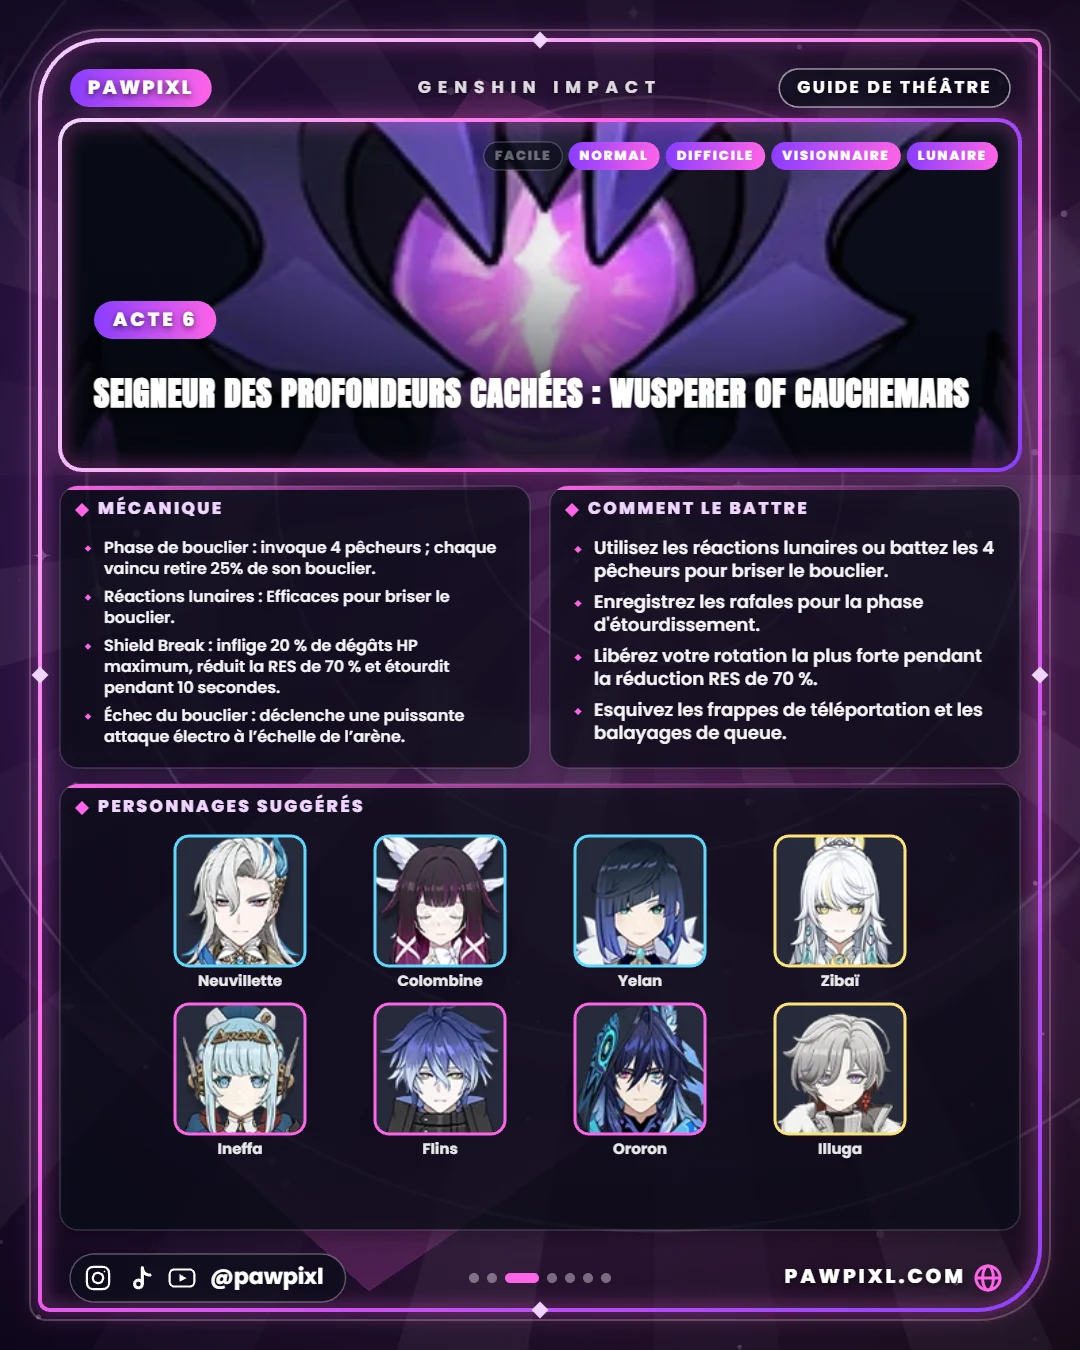 PAWPIXL
GENSHIN IMPACT
GUIDE DE THÉÂTRE
FACILE
NORMAL
DIFFICILE
VISIONNAIRE
LUNAIRE
ACTE 6
SEIGNEUR DES PROFONDEURS CACHÉES : WUSPERER OF CAUCHEMARS
MÉCANIQUE
Phase de bouclier : invoque 4 pêcheurs ; chaque
vaincu retire 25% de son bouclier.
Réactions lunaires : Efficaces pour briser le
bouclier.
Shield Break : inflige 20 % de dégâts HP
maximum, réduit la RES de 70 % et étourdit
pendant 10 secondes.
Échec du bouclier : déclenche une puissante
attaque électro à l’échelle de l’arène.
COMMENT LE BATTRE
Utilisez les réactions lunaires ou battez les 4
pêcheurs pour briser le bouclier.
Enregistrez les rafales pour la phase
d'étourdissement.
Libérez votre rotation la plus forte pendant
la réduction RES de 70 %.
Esquivez les frappes de téléportation et les
balayages de queue.
PERSONNAGES SUGGÉRÉS
Neuvillette
Colombine
Yelan
Zibaï
Ineffa
Flins
Ororon
Illuga
@pawpixl
PAWPIXL.COM